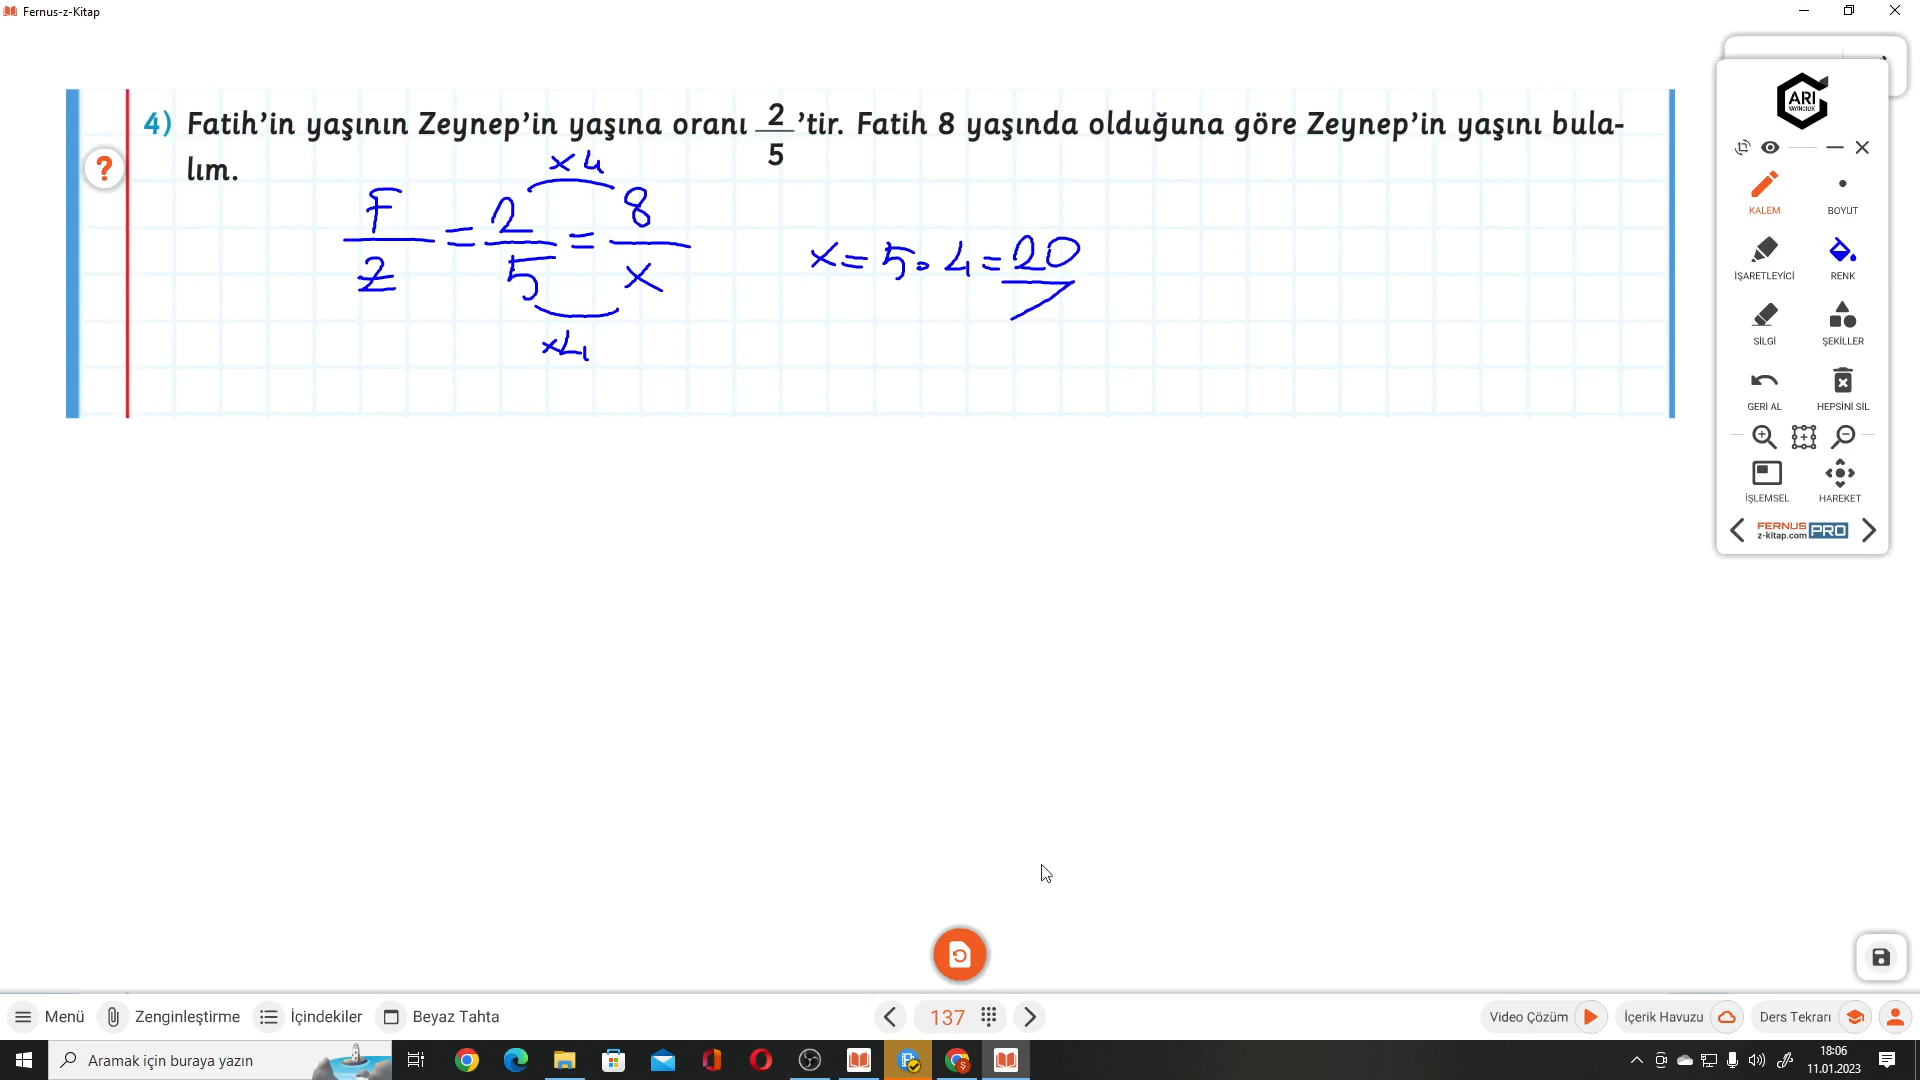 Fernus-z-Kitap
4) Fatih'in yaşının Zeynep'in yaşına oranı 2/5 'tir. Fatih 8 yaşında olduğuna göre Zeynep'in yaşını bula-
lım.
?
x4
F/Z = 2/5 = 8/x
x4
x = 5 . 4 = 20
ARI
YAYINCILIK
KALEM BOYUT
İŞARETLEYİCİ RENK
SİLGİ ŞEKİLLER
GERİ AL HEPSİNİ SİL
İŞLEMSEL HAREKET
FERNUS
z-kitap.com PRO
Menü Zenginleştirme İçindekiler Beyaz Tahta 137 Video Çözüm İçerik Havuzu Ders Tekrarı
Aramak için buraya yazın
18:06
11.01.2023